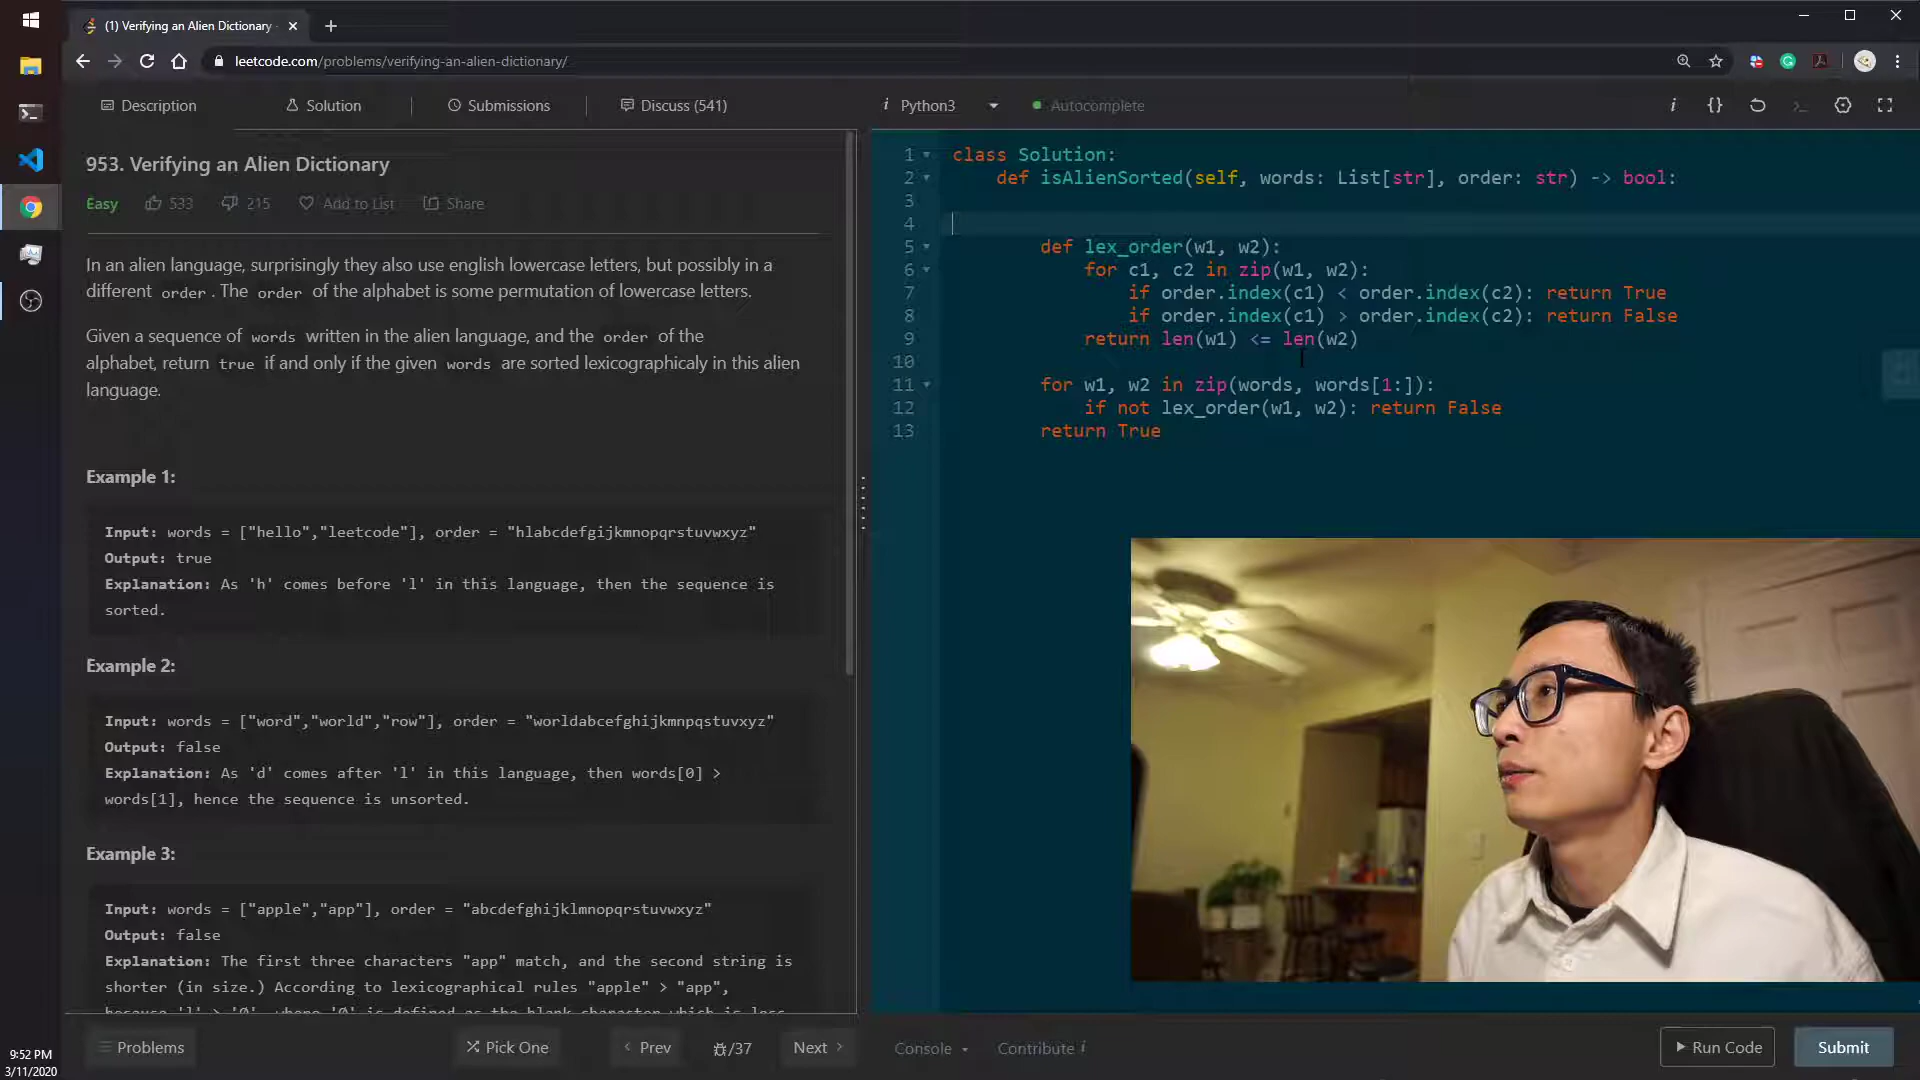 (1) Verifying an Alien Dictionary
leetcode.com/problems/verifying-an-alien-dictionary/
Description
Solution
Submissions
Discuss (541)
i Python3
Autocomplete
953. Verifying an Alien Dictionary
Easy
533
215
Add to List
Share
In an alien language, surprisingly they also use english lowercase letters, but possibly in a
different order. The order of the alphabet is some permutation of lowercase letters.
Given a sequence of words written in the alien language, and the order of the
alphabet, return true if and only if the given words are sorted lexicographicaly in this alien
language.
Example 1:
Input: words = ["hello","leetcode"], order = "hlabcdefgijkmnopqrstuvwxyz"
Output: true
Explanation: As 'h' comes before 'l' in this language, then the sequence is
sorted.
Example 2:
Input: words = ["word","world","row"], order = "worldabcefghijkmnpqstuvxyz"
Output: false
Explanation: As 'd' comes after 'l' in this language, then words[0] >
words[1], hence the sequence is unsorted.
Example 3:
Input: words = ["apple","app"], order = "abcdefghijklmnopqrstuvwxyz"
Output: false
Explanation: The first three characters "app" match, and the second string is
shorter (in size.) According to lexicographical rules "apple" > "app",
because 'l' > '∅', where '∅' is defined as the blank character which is less
1 class Solution:
2 def isAlienSorted(self, words: List[str], order: str) -> bool:
3
4
5 def lex_order(w1, w2):
6 for c1, c2 in zip(w1, w2):
7 if order.index(c1) < order.index(c2): return True
8 if order.index(c1) > order.index(c2): return False
9 return len(w1) <= len(w2)
10
11 for w1, w2 in zip(words, words[1:]):
12 if not lex_order(w1, w2): return False
13 return True
Problems
Pick One
Prev
/37
Next
Console
Contribute i
Run Code
Submit
9:52 PM
3/11/2020